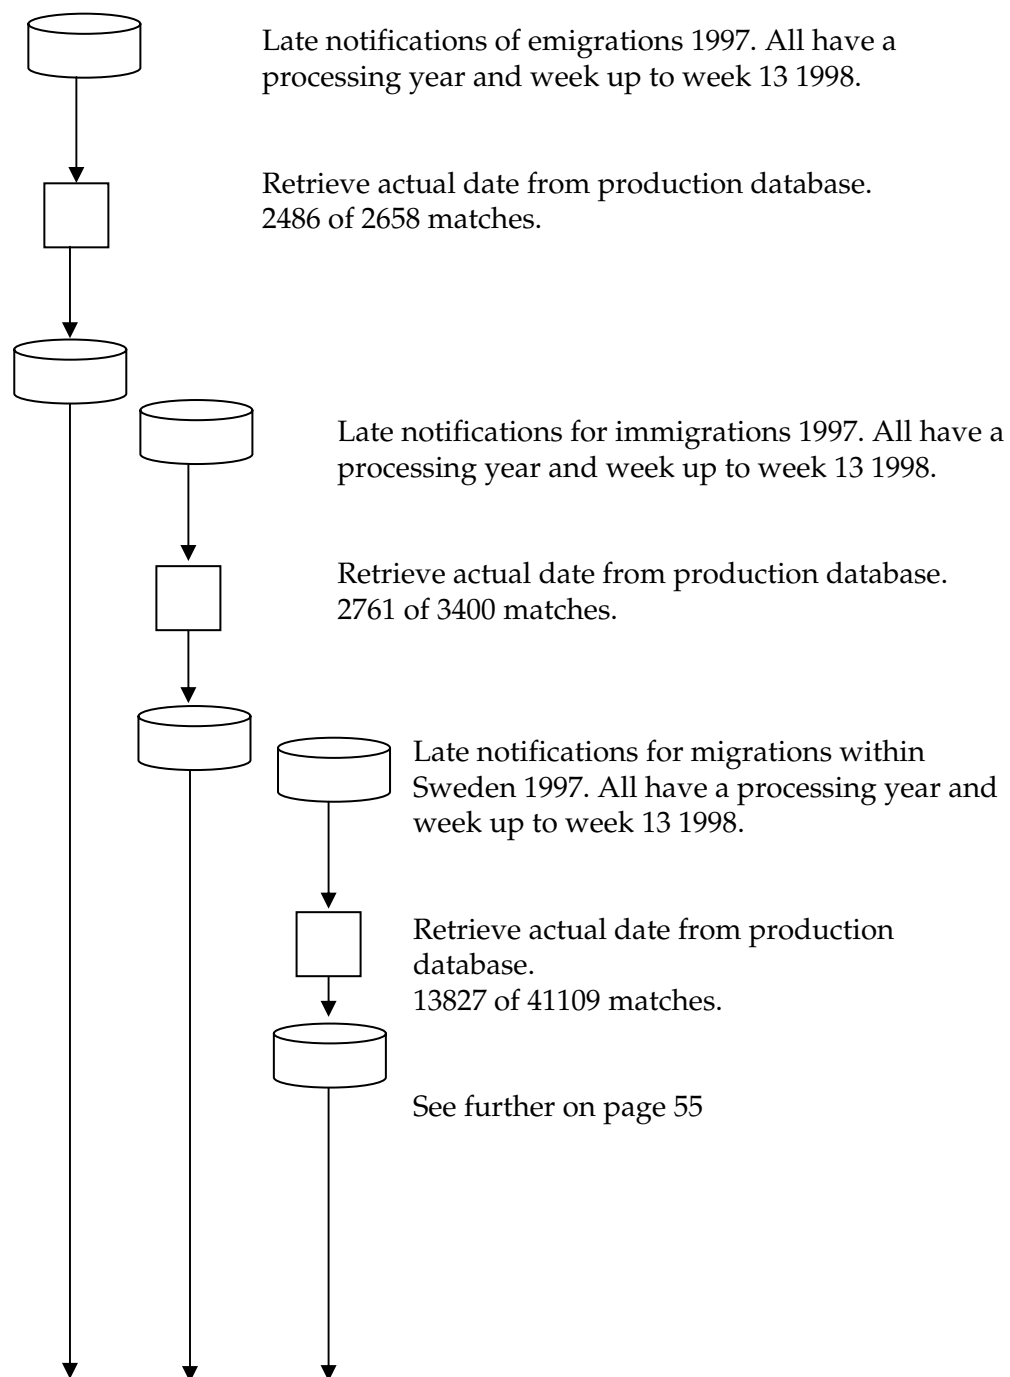 Late notifications of emigrations 1997. All have a
processing year and week up to week 13 1998.
Retrieve actual date from production database.
2486 of 2658 matches.
Late notifications for immigrations 1997. All have a
processing year and week up to week 13 1998.
Retrieve actual date from production database.
2761 of 3400 matches.
Late notifications for migrations within
Sweden 1997. All have a processing year and
week up to week 13 1998.
Retrieve actual date from production
database.
13827 of 41109 matches.
See further on page 55